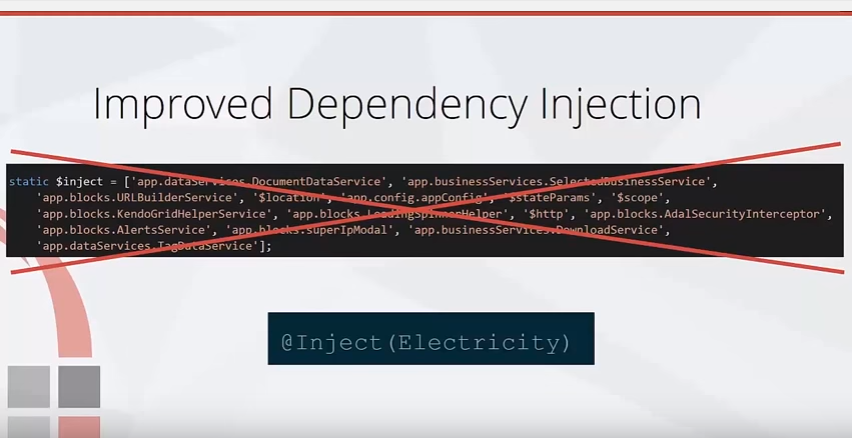 Improved Dependency Injection
static $inject = ['app.dataServices.DocumentDataService', 'app.businessServices.SelectedBusinessService',
'app.blocks.URLBuilderService', '$location', 'app.config.appConfig', '$stateParams', '$scope',
'app.blocks.KendoGridHelperService', 'app.blocks.LoadingSpinnerHelper', '$http', 'app.blocks.AdalSecurityInterceptor',
'app.blocks.AlertsService', 'app.blocks.SuperIpModal', 'app.businessServices.DownloadService',
'app.dataServices.TagDataService'];
@Inject(Electricity)